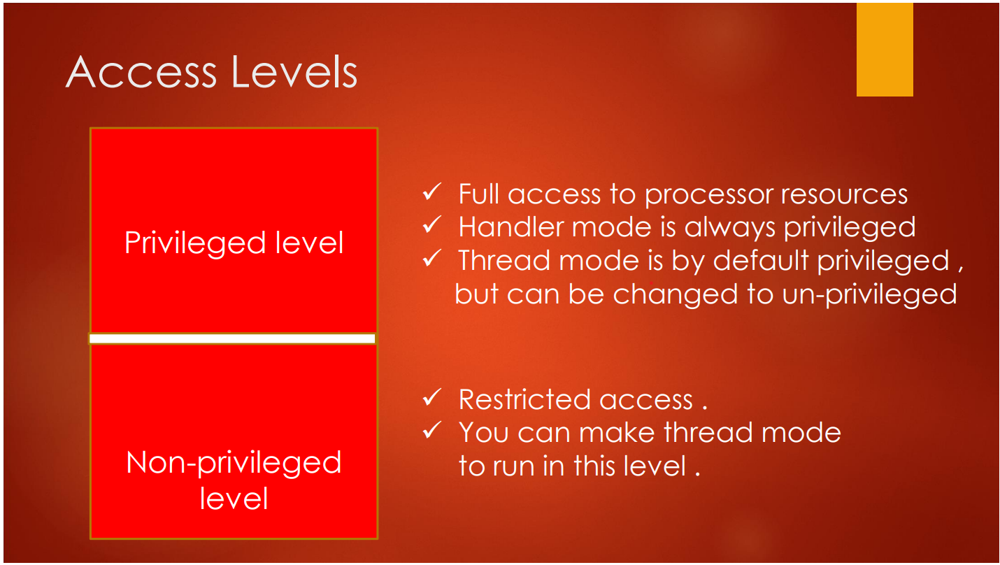 Access Levels
Privileged level
✓ Full access to processor resources
✓ Handler mode is always privileged
✓ Thread mode is by default privileged ,
but can be changed to un-privileged
Non-privileged
level
✓ Restricted access .
✓ You can make thread mode
to run in this level .